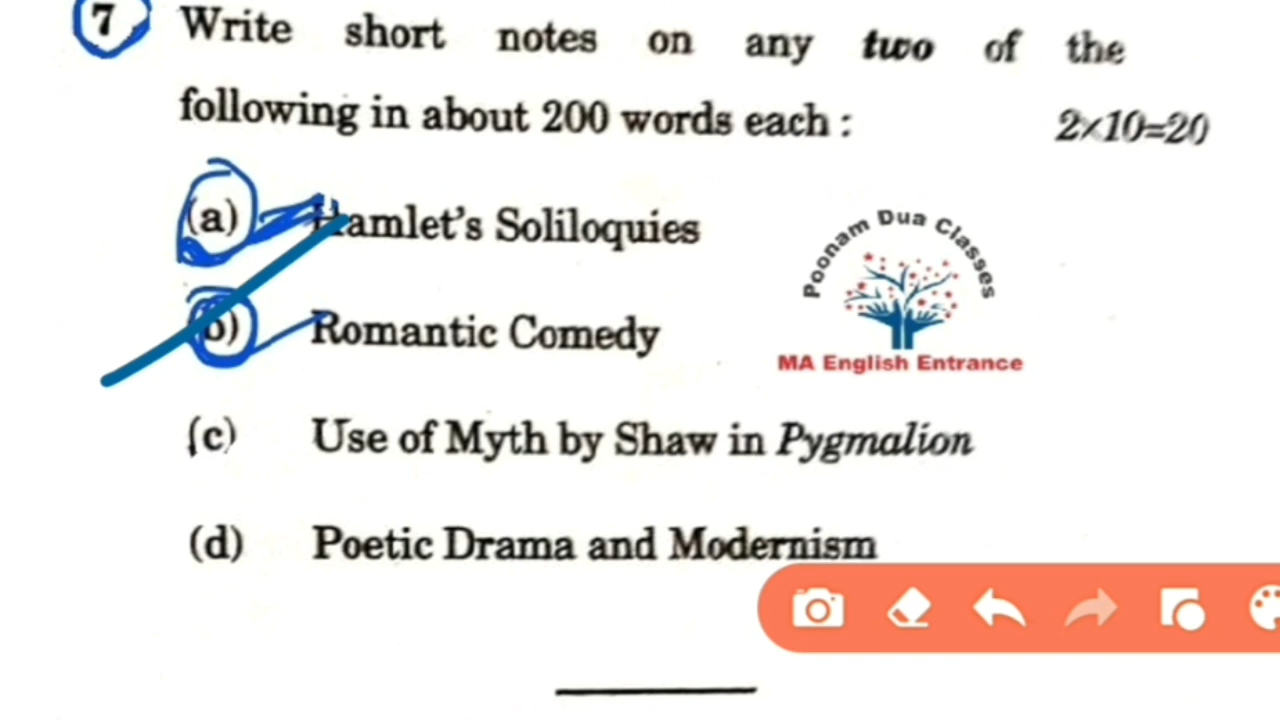 7 Write short notes on any two of the
following in about 200 words each : 2×10=20
(a) Hamlet's Soliloquies
Poonam Dua Classes
(b) Romantic Comedy
MA English Entrance
(c) Use of Myth by Shaw in Pygmalion
(d) Poetic Drama and Modernism